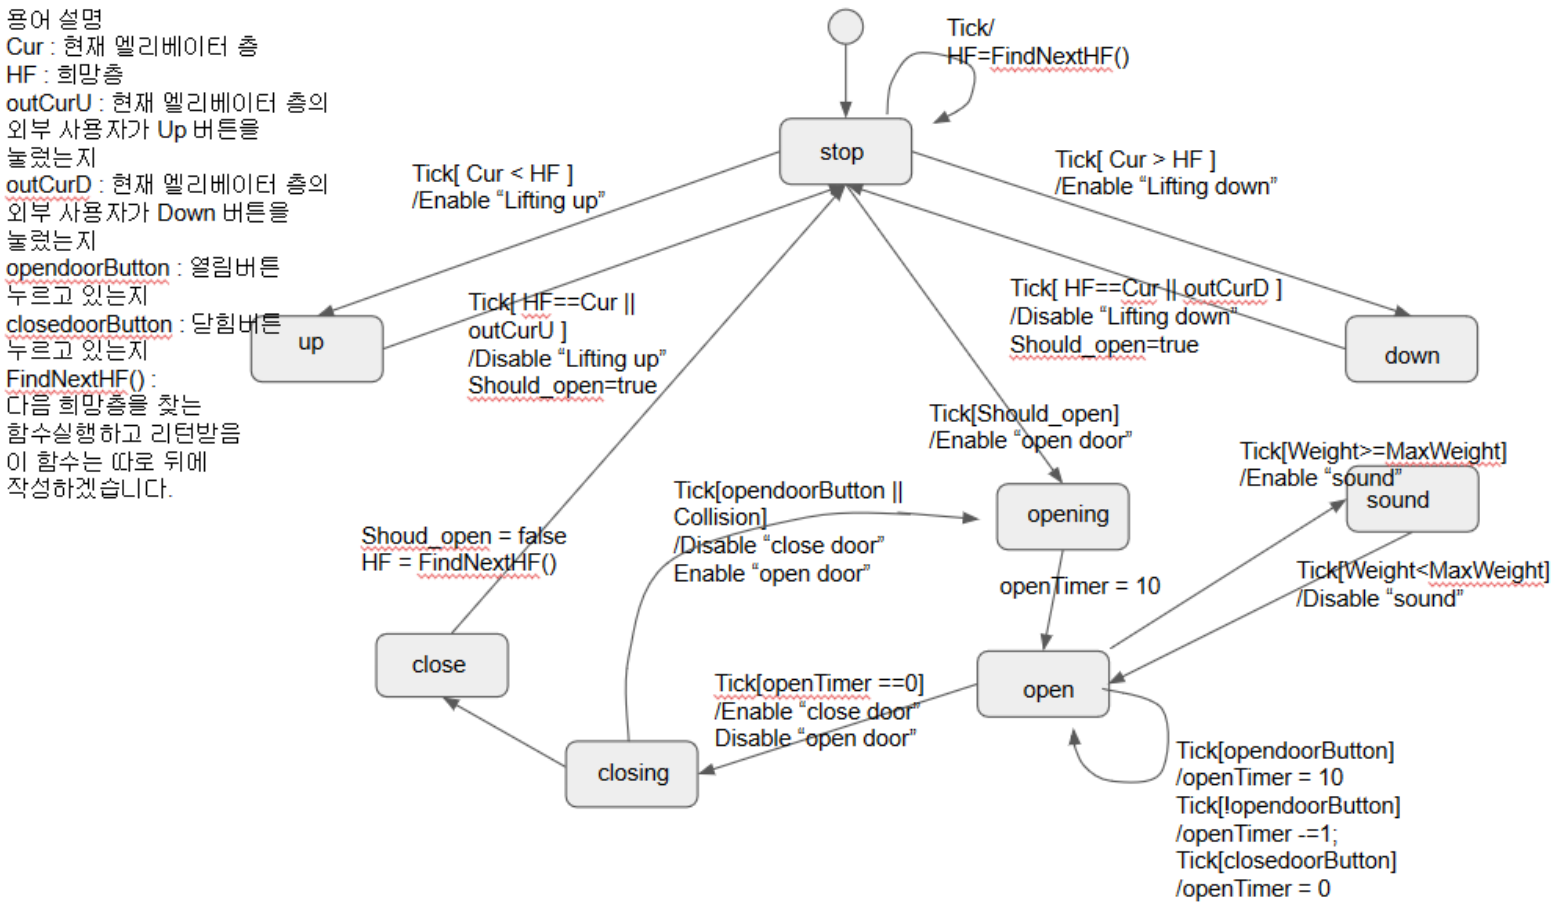 용어 설명
Cur : 현재 엘리베이터 층
HF : 희망층
outCurU : 현재 엘리베이터 층의
외부 사용자가 Up 버튼을
눌렀는지
outCurD : 현재 엘리베이터 층의
외부 사용자가 Down 버튼을
눌렀는지
opendoorButton : 열림버튼
누르고 있는지
closedoorButton : 닫힘버튼
누르고 있는지
FindNextHF() :
다음 희망층을 찾는
함수실행하고 리턴받음
이 함수는 따로 뒤에
작성하겠습니다.
Tick/
HF=FindNextHF()
stop
Tick[ Cur < HF ]
/Enable “Lifting up”
Tick[ Cur > HF ]
/Enable “Lifting down”
up
Tick[ HF==Cur ||
outCurU ]
/Disable “Lifting up”
Should_open=true
Tick[ HF==Cur || outCurD ]
/Disable “Lifting down”
Should_open=true
down
Tick[Should_open]
/Enable “open door”
Tick[Weight>=MaxWeight]
/Enable “sound”
sound
Tick[opendoorButton ||
Collision]
/Disable “close door”
Enable “open door”
opening
Shoud_open = false
HF = FindNextHF()
openTimer = 10
Tick[Weight<MaxWeight]
/Disable “sound”
close
open
Tick[openTimer ==0]
/Enable “close door”
Disable “open door”
closing
Tick[opendoorButton]
/openTimer = 10
Tick[!opendoorButton]
/openTimer -=1;
Tick[closedoorButton]
/openTimer = 0